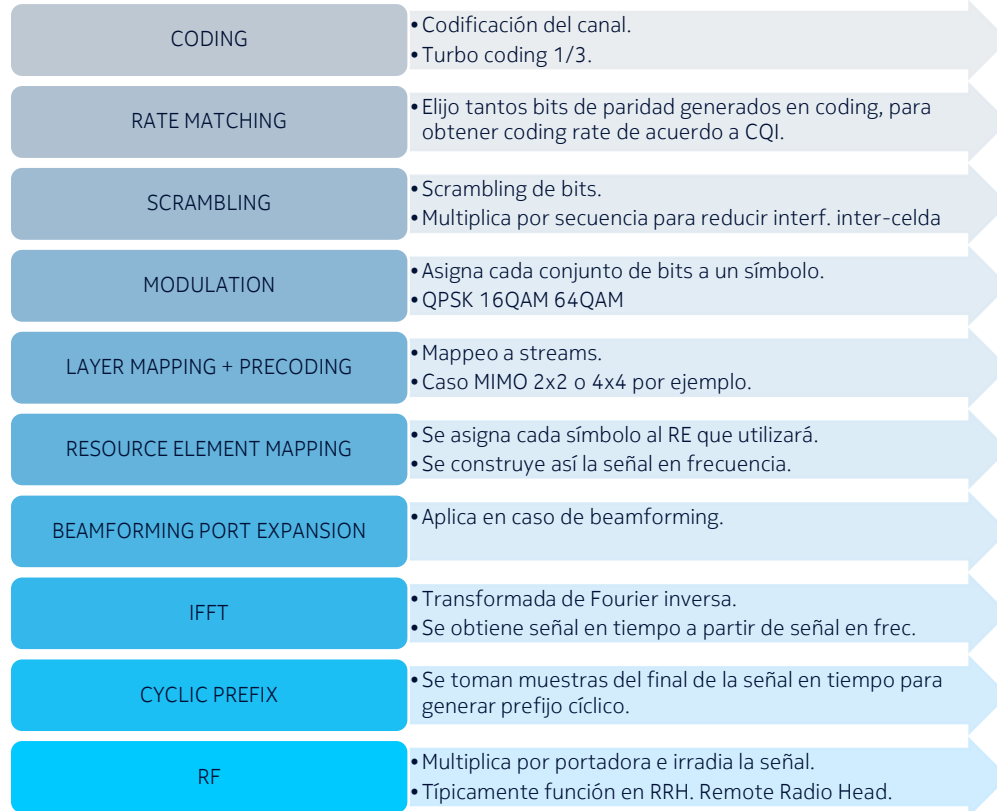 CODING
•Codificación del canal.
•Turbo coding 1/3.
RATE MATCHING
•Elijo tantos bits de paridad generados en coding, para
obtener coding rate de acuerdo a CQI.
SCRAMBLING
•Scrambling de bits.
•Multiplica por secuencia para reducir interf. inter-celda
MODULATION
•Asigna cada conjunto de bits a un símbolo.
•QPSK 16QAM 64QAM
LAYER MAPPING + PRECODING
•Mappeo a streams.
•Caso MIMO 2x2 o 4x4 por ejemplo.
RESOURCE ELEMENT MAPPING
•Se asigna cada símbolo al RE que utilizará.
•Se construye así la señal en frecuencia.
BEAMFORMING PORT EXPANSION
•Aplica en caso de beamforming.
IFFT
•Transformada de Fourier inversa.
•Se obtiene señal en tiempo a partir de señal en frec.
CYCLIC PREFIX
•Se toman muestras del final de la señal en tiempo para
generar prefijo cíclico.
RF
•Multiplica por portadora e irradia la señal.
•Típicamente función en RRH. Remote Radio Head.